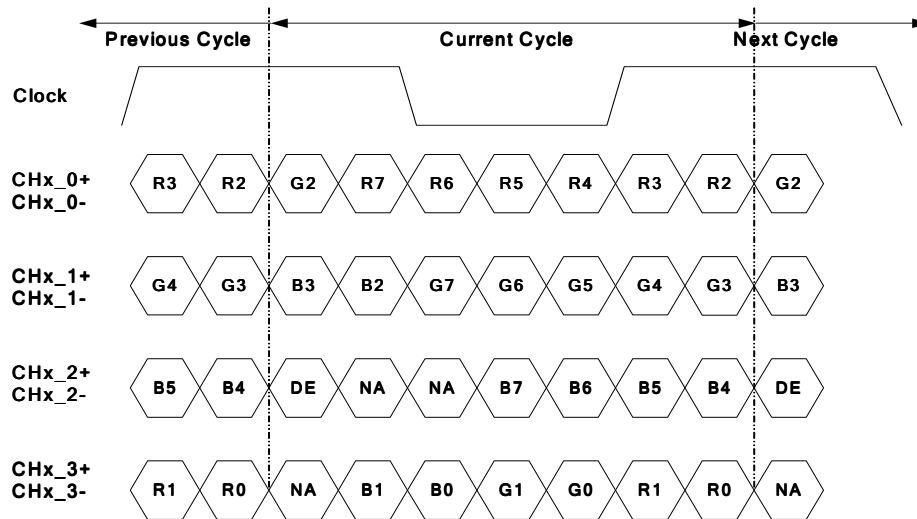 Previous Cycle Current Cycle Next Cycle
Clock
CHx_0+
CHx_0-
R3 R2 G2 R7 R6 R5 R4 R3 R2 G2
CHx_1+
CHx_1-
G4 G3 B3 B2 G7 G6 G5 G4 G3 B3
CHx_2+
CHx_2-
B5 B4 DE NA NA B7 B6 B5 B4 DE
CHx_3+
CHx_3-
R1 R0 NA B1 B0 G1 G0 R1 R0 NA